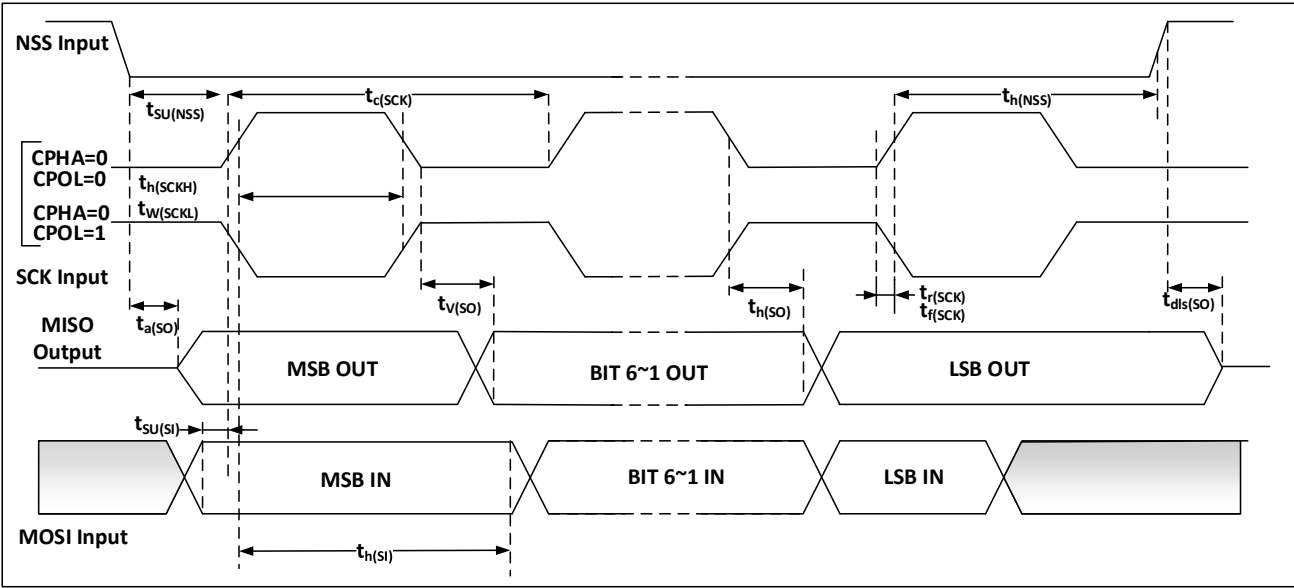 NSS Input
tSU(NSS)
tc(SCK)
th(NSS)
CPHA=0
CPOL=0
th(SCKH)
tW(SCKL)
CPHA=0
CPOL=1
SCK Input
ta(SO)
tV(SO)
th(SO)
tr(SCK)
tf(SCK)
tdls(SO)
MISO
Output
MSB OUT
BIT 6~1 OUT
LSB OUT
tSU(SI)
MSB IN
BIT 6~1 IN
LSB IN
MOSI Input
th(SI)